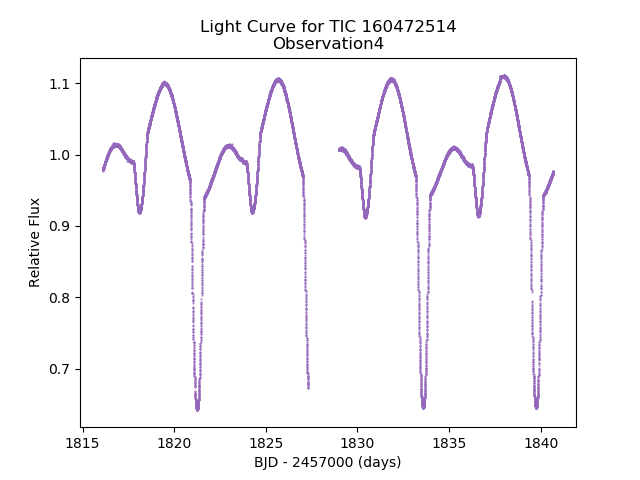 Light Curve for TIC 160472514
Observation4
1.1
1.0
0.9
0.8
0.7
Relative Flux
1815
1820
1825
1830
1835
1840
BJD - 2457000 (days)